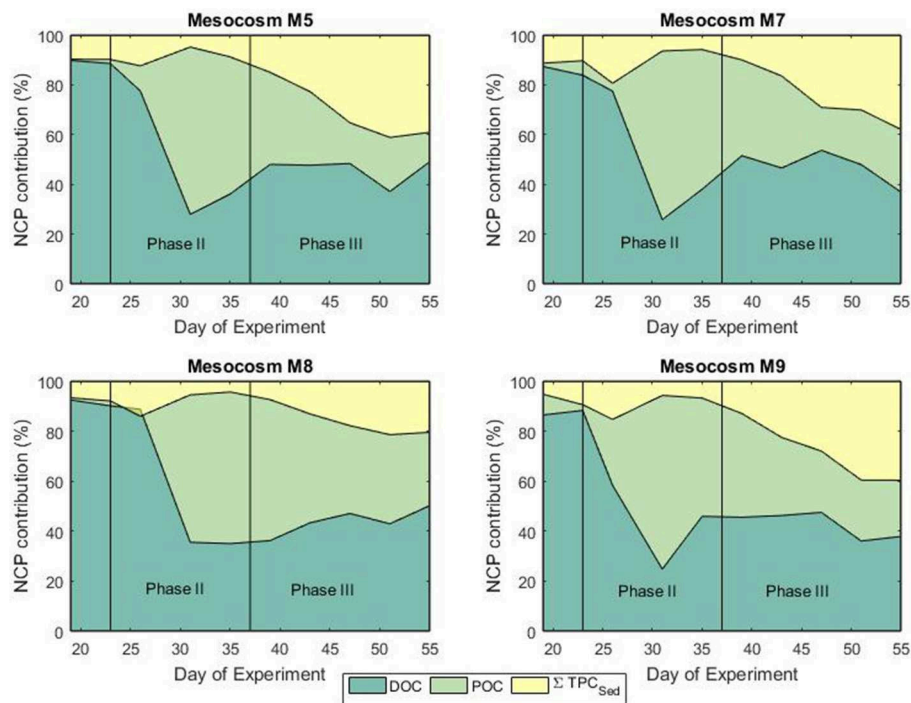 Mesocosm M5
100
80
60
40
20
0
NCP contribution (%)
Phase II
Phase III
20 25 30 35 40 45 50 55
Day of Experiment
Mesocosm M7
100
80
60
40
20
0
NCP contribution (%)
Phase II
Phase III
20 25 30 35 40 45 50 55
Day of Experiment
Mesocosm M8
100
80
60
40
20
0
NCP contribution (%)
Phase II
Phase III
20 25 30 35 40 45 50 55
Day of Experiment
Mesocosm M9
100
80
60
40
20
0
NCP contribution (%)
Phase II
Phase III
20 25 30 35 40 45 50 55
Day of Experiment
DOC POC Σ TPC Sed